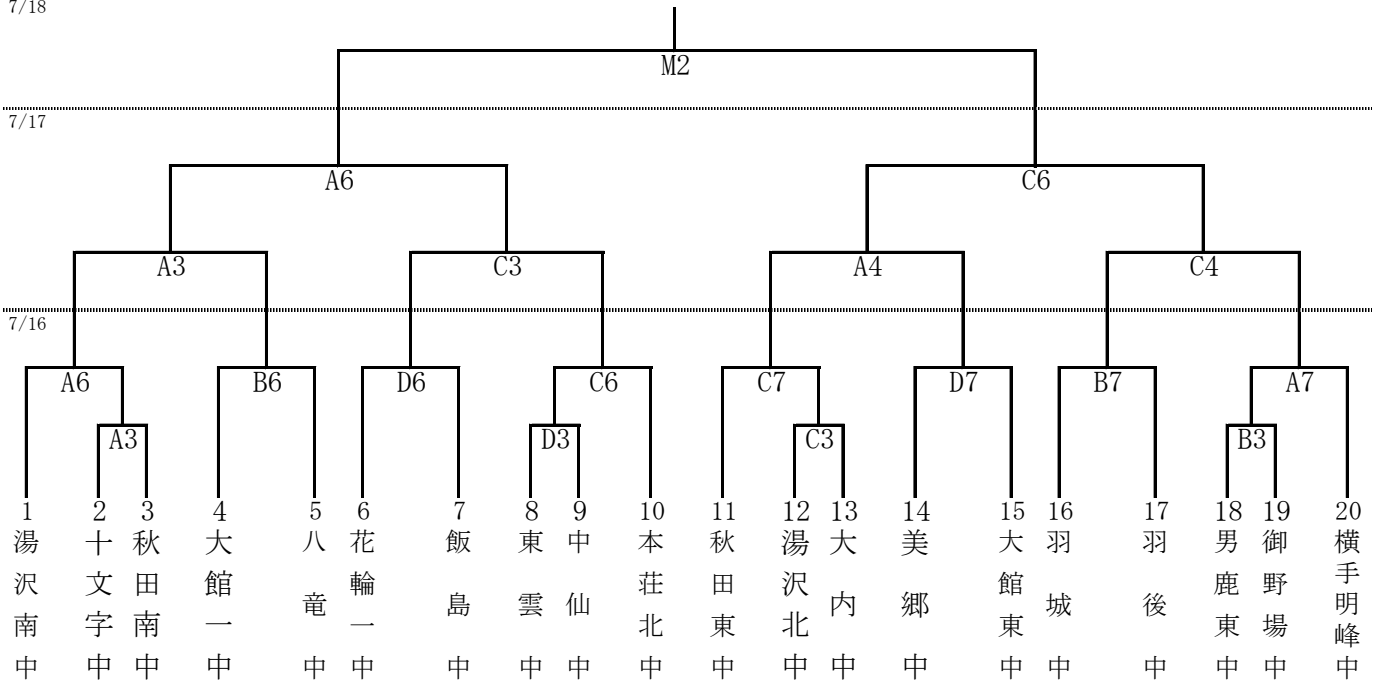 7/18
M2
7/17
A6 C6
A3 C3 A4 C4
7/16
A6 B6 D6 C6 C7 D7 B7 A7
A3 D3 C3 B3
1 2 3 4 5 6 7 8 9 10 11 12 13 14 15 16 17 18 19 20
湯沢南中
十文字中
秋田南中
大館一中
八竜中
花輪一中
飯島中
東雲中
中仙中
本荘北中
秋田東中
湯沢北中
大内中
美郷中
大館東中
羽城中
羽後中
男鹿東中
御野場中
横手明峰中